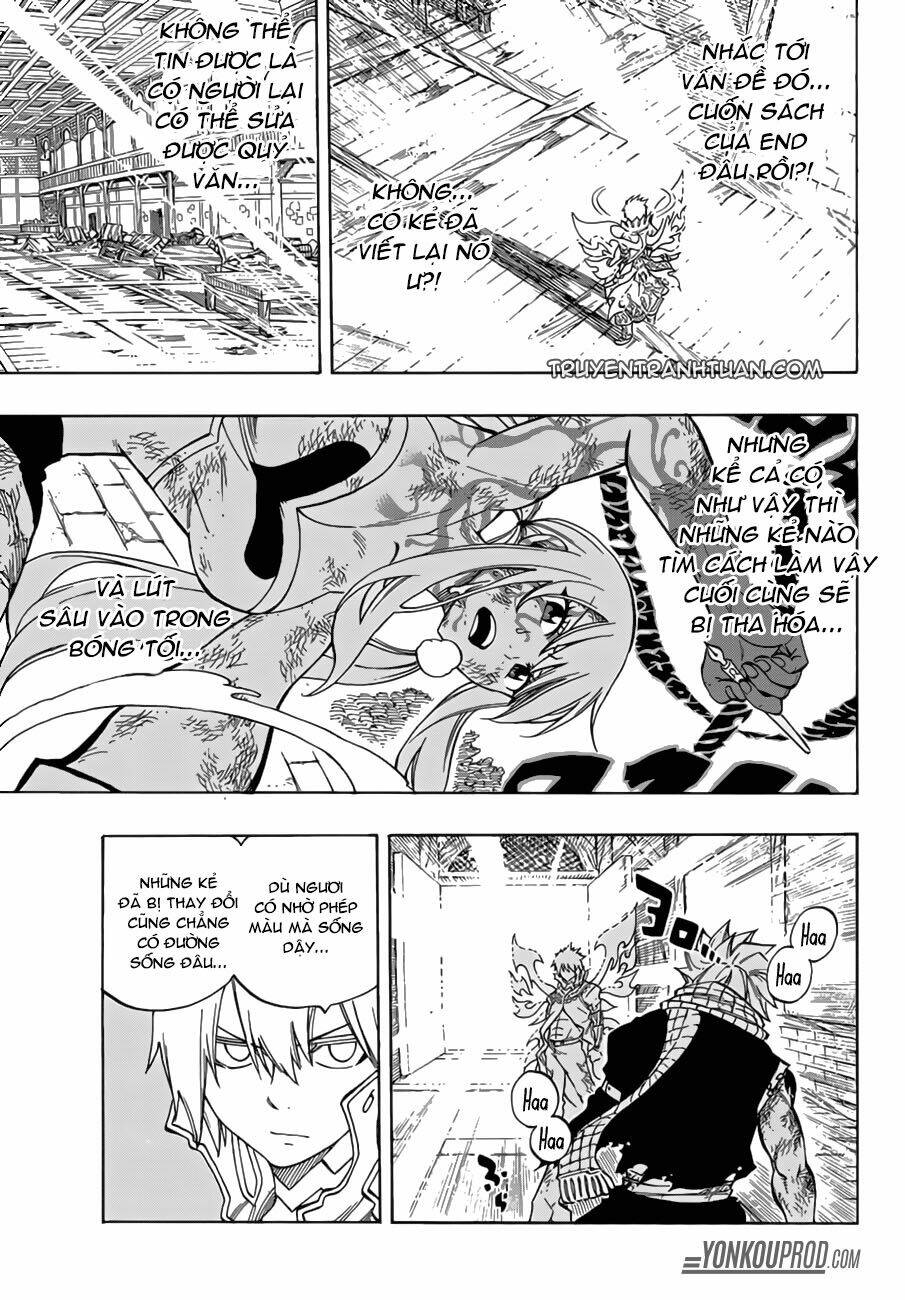 NHÁC TỚI
VẤN ĐỀ ĐÓ...
CUỐN SÁCH
CỦA END
ĐÂU RỒI?!
KHÔNG...
CÓ KẺ ĐÃ
VIẾT LẠI NÓ
Ư?!
KHÔNG THỂ
TIN ĐƯỢC LÀ
CÓ NGƯỜI LẠI
CÓ THỂ SỬA
ĐƯỢC QUỶ
VĂN...
TRUYENTRANHTUAN.COM
NHƯNG
KỂ CẢ CÓ
NHƯ VẬY THÌ
NHỮNG KẺ NÀO
TÌM CÁCH LÀM VẬY
CUỐI CÙNG SẼ
BỊ THA HÓA...
VÀ LÚT
SÂU VÀO TRONG
BÓNG TỐI...
ヨロ...
Haa
Haa
Haa
Haa
DÙ NGƯƠI
CÓ NHỜ PHÉP
MÀU MÀ SỐNG
DẬY...
NHỮNG KẺ
ĐÃ BỊ THAY ĐỔI
CŨNG CHẲNG
CÓ ĐƯỜNG
SỐNG ĐÂU...
YONKOUPROD.COM